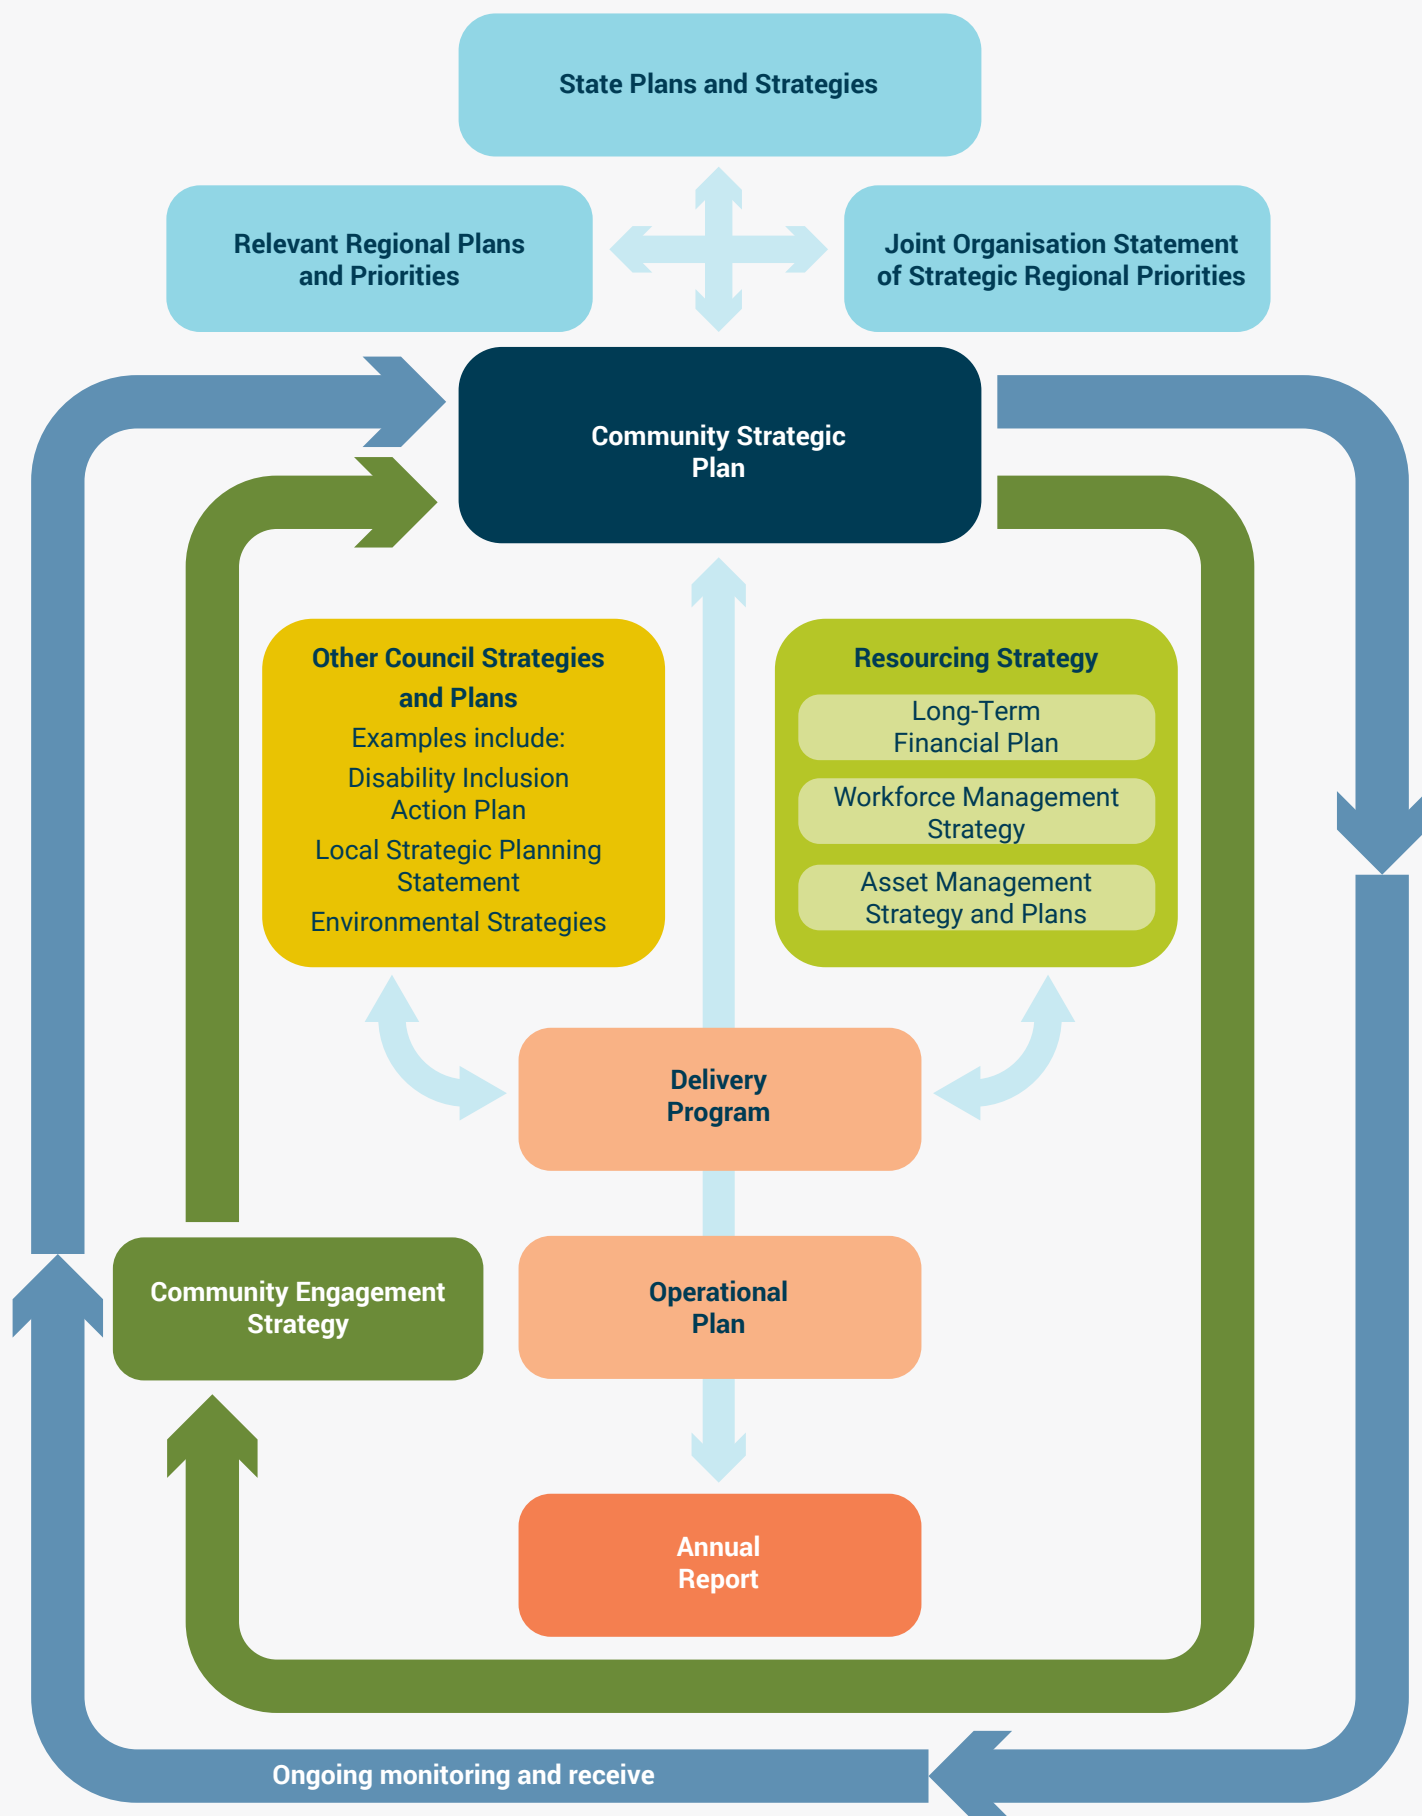 State Plans and Strategies
Relevant Regional Plans
and Priorities
Joint Organisation Statement
of Strategic Regional Priorities
Community Strategic
Plan
Other Council Strategies
and Plans
Examples include:
Disability Inclusion
Action Plan
Local Strategic Planning
Statement
Environmental Strategies
Resourcing Strategy
Long-Term
Financial Plan
Workforce Management
Strategy
Asset Management
Strategy and Plans
Delivery
Program
Community Engagement
Strategy
Operational
Plan
Annual
Report
Ongoing monitoring and receive